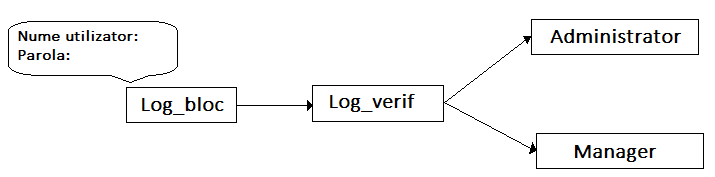 Nume utilizator:
Parola:
Log_bloc
Log_verif
Administrator
Manager